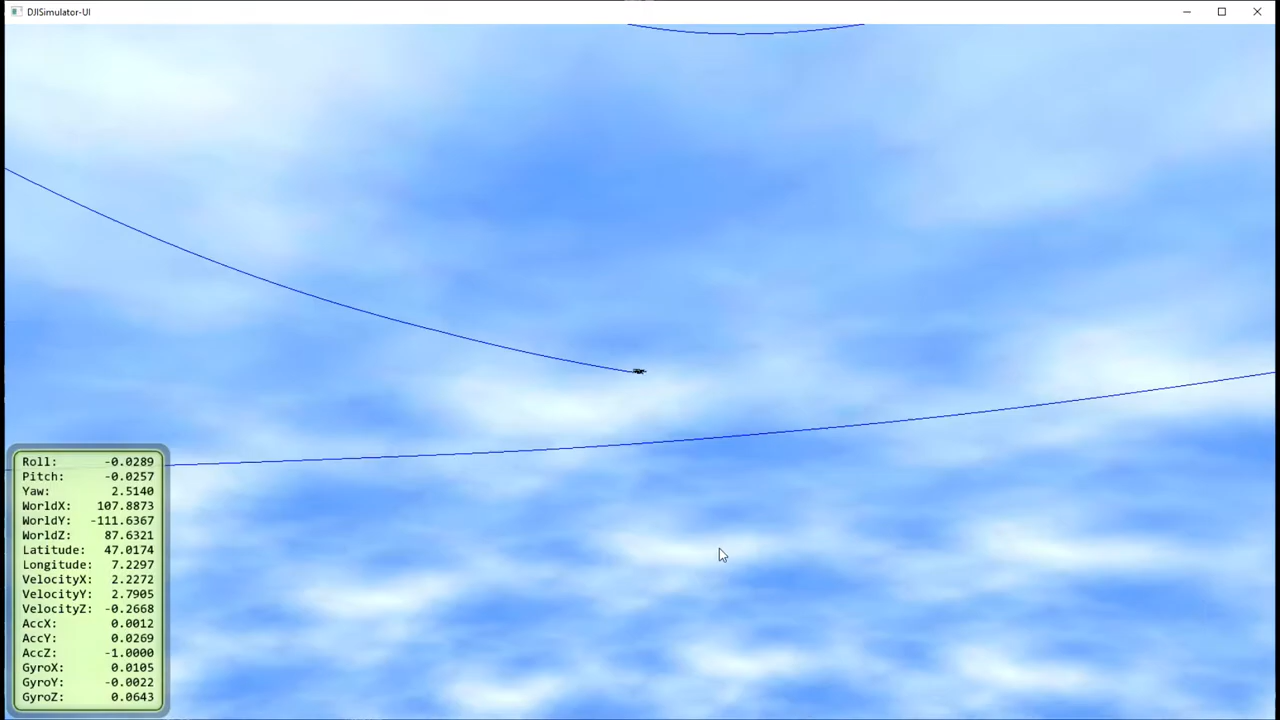 DJISimulator-UI
Roll: -0.0289
Pitch: -0.0257
Yaw: 2.5140
WorldX: 107.8873
WorldY: -111.6367
WorldZ: 87.6321
Latitude: 47.0174
Longitude: 7.2297
VelocityX: 2.2272
VelocityY: 2.7905
VelocityZ: -0.2668
AccX: 0.0012
AccY: 0.0269
AccZ: -1.0000
GyroX: 0.0105
GyroY: -0.0022
GyroZ: 0.0643